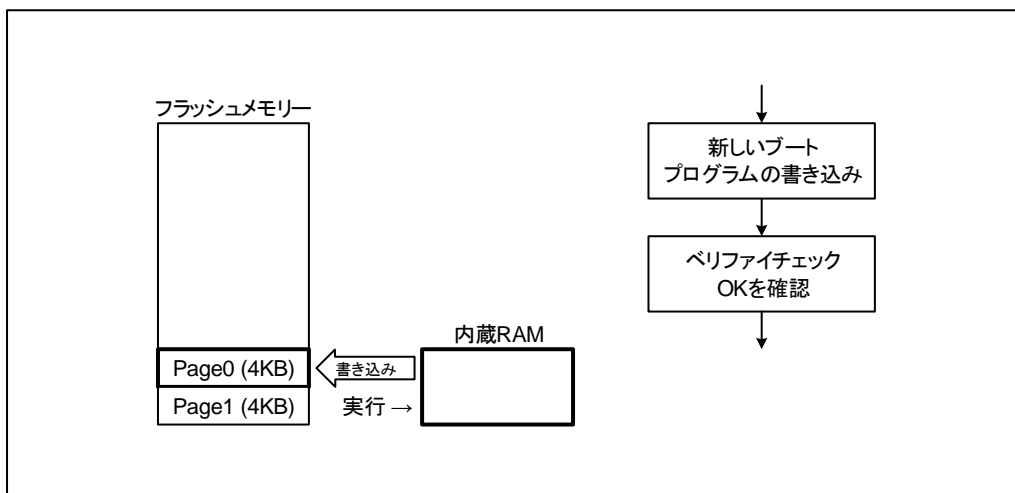 フラッシュメモリー
Page0 (4KB)
Page1 (4KB)
書き込み
内蔵RAM
実行 →
新しいブート
プログラムの書き込み
ベリファイチェック
OKを確認